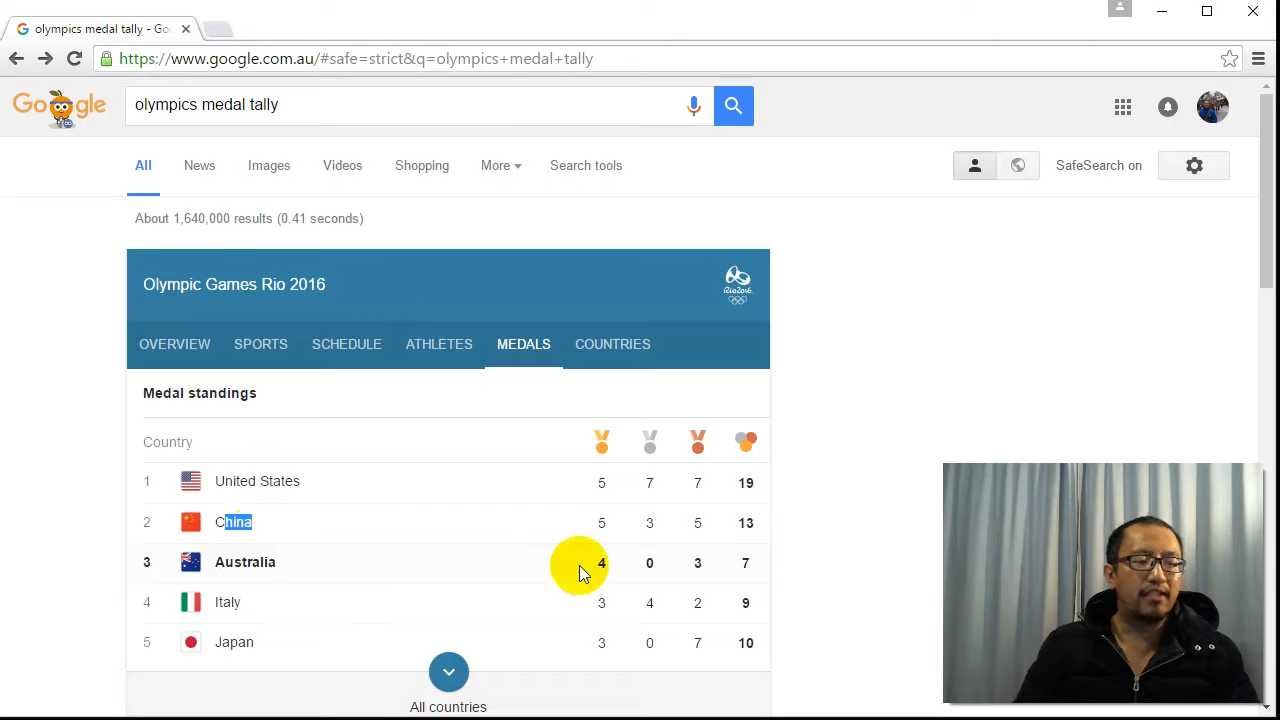 olympics medal tally - Goo
https://www.google.com.au/#safe=strict&q=olympics+medal+tally
Google
olympics medal tally
All News Images Videos Shopping More Search tools
SafeSearch on
About 1,640,000 results (0.41 seconds)
Olympic Games Rio 2016
Rio2016
OVERVIEW SPORTS SCHEDULE ATHLETES MEDALS COUNTRIES
Medal standings
Country
1 United States 5 7 7 19
2 China 5 3 5 13
3 Australia 4 0 3 7
4 Italy 3 4 2 9
5 Japan 3 0 7 10
All countries